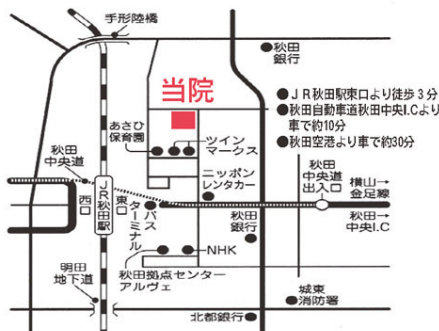 手形陸橋
秋田
銀行
当院
●ＪＲ秋田駅東口より徒歩３分
●秋田自動車道秋田中央I.Cより
車で約10分
●秋田空港より車で約30分
あさひ
保育園
ツイン
マークス
秋田
中央道
ニッポン
レンタカー
秋田
中央道
出入口
横山→
金足線
西口
ＪＲ秋田駅
東口
バス
ターミナル
秋田
銀行
秋田→
中央I.C
NHK
秋田拠点センター
アルヴェ
明田
地下道
城東
消防署
北都銀行